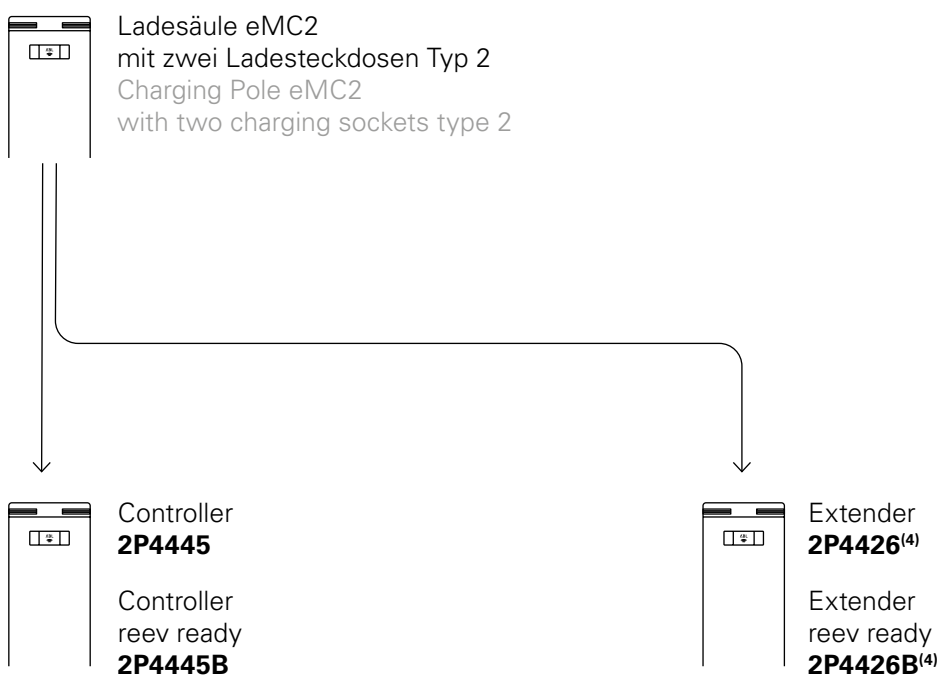 Ladesäule eMC2
mit zwei Ladesteckdosen Typ 2
Charging Pole eMC2
with two charging sockets type 2
Controller
2P4445
Controller
reev ready
2P4445B
Extender
2P4426(4)
Extender
reev ready
2P4426B(4)